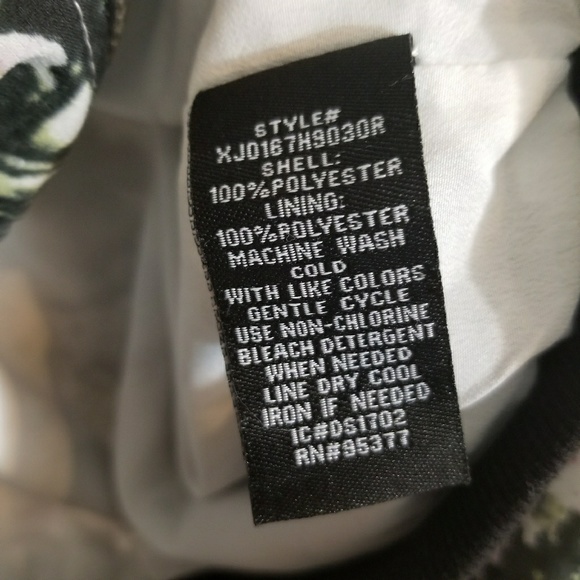 STYLE#
XJ0167H9030R
SHELL:
100%POLYESTER
LINING:
100%POLYESTER
MACHINE WASH
COLD
WITH LIKE COLORS
GENTLE CYCLE
USE NON-CHLORINE
BLEACH DETERGENT
WHEN NEEDED
LINE DRY COOL
IRON IF NEEDED
IC#DS1702
RN#95377